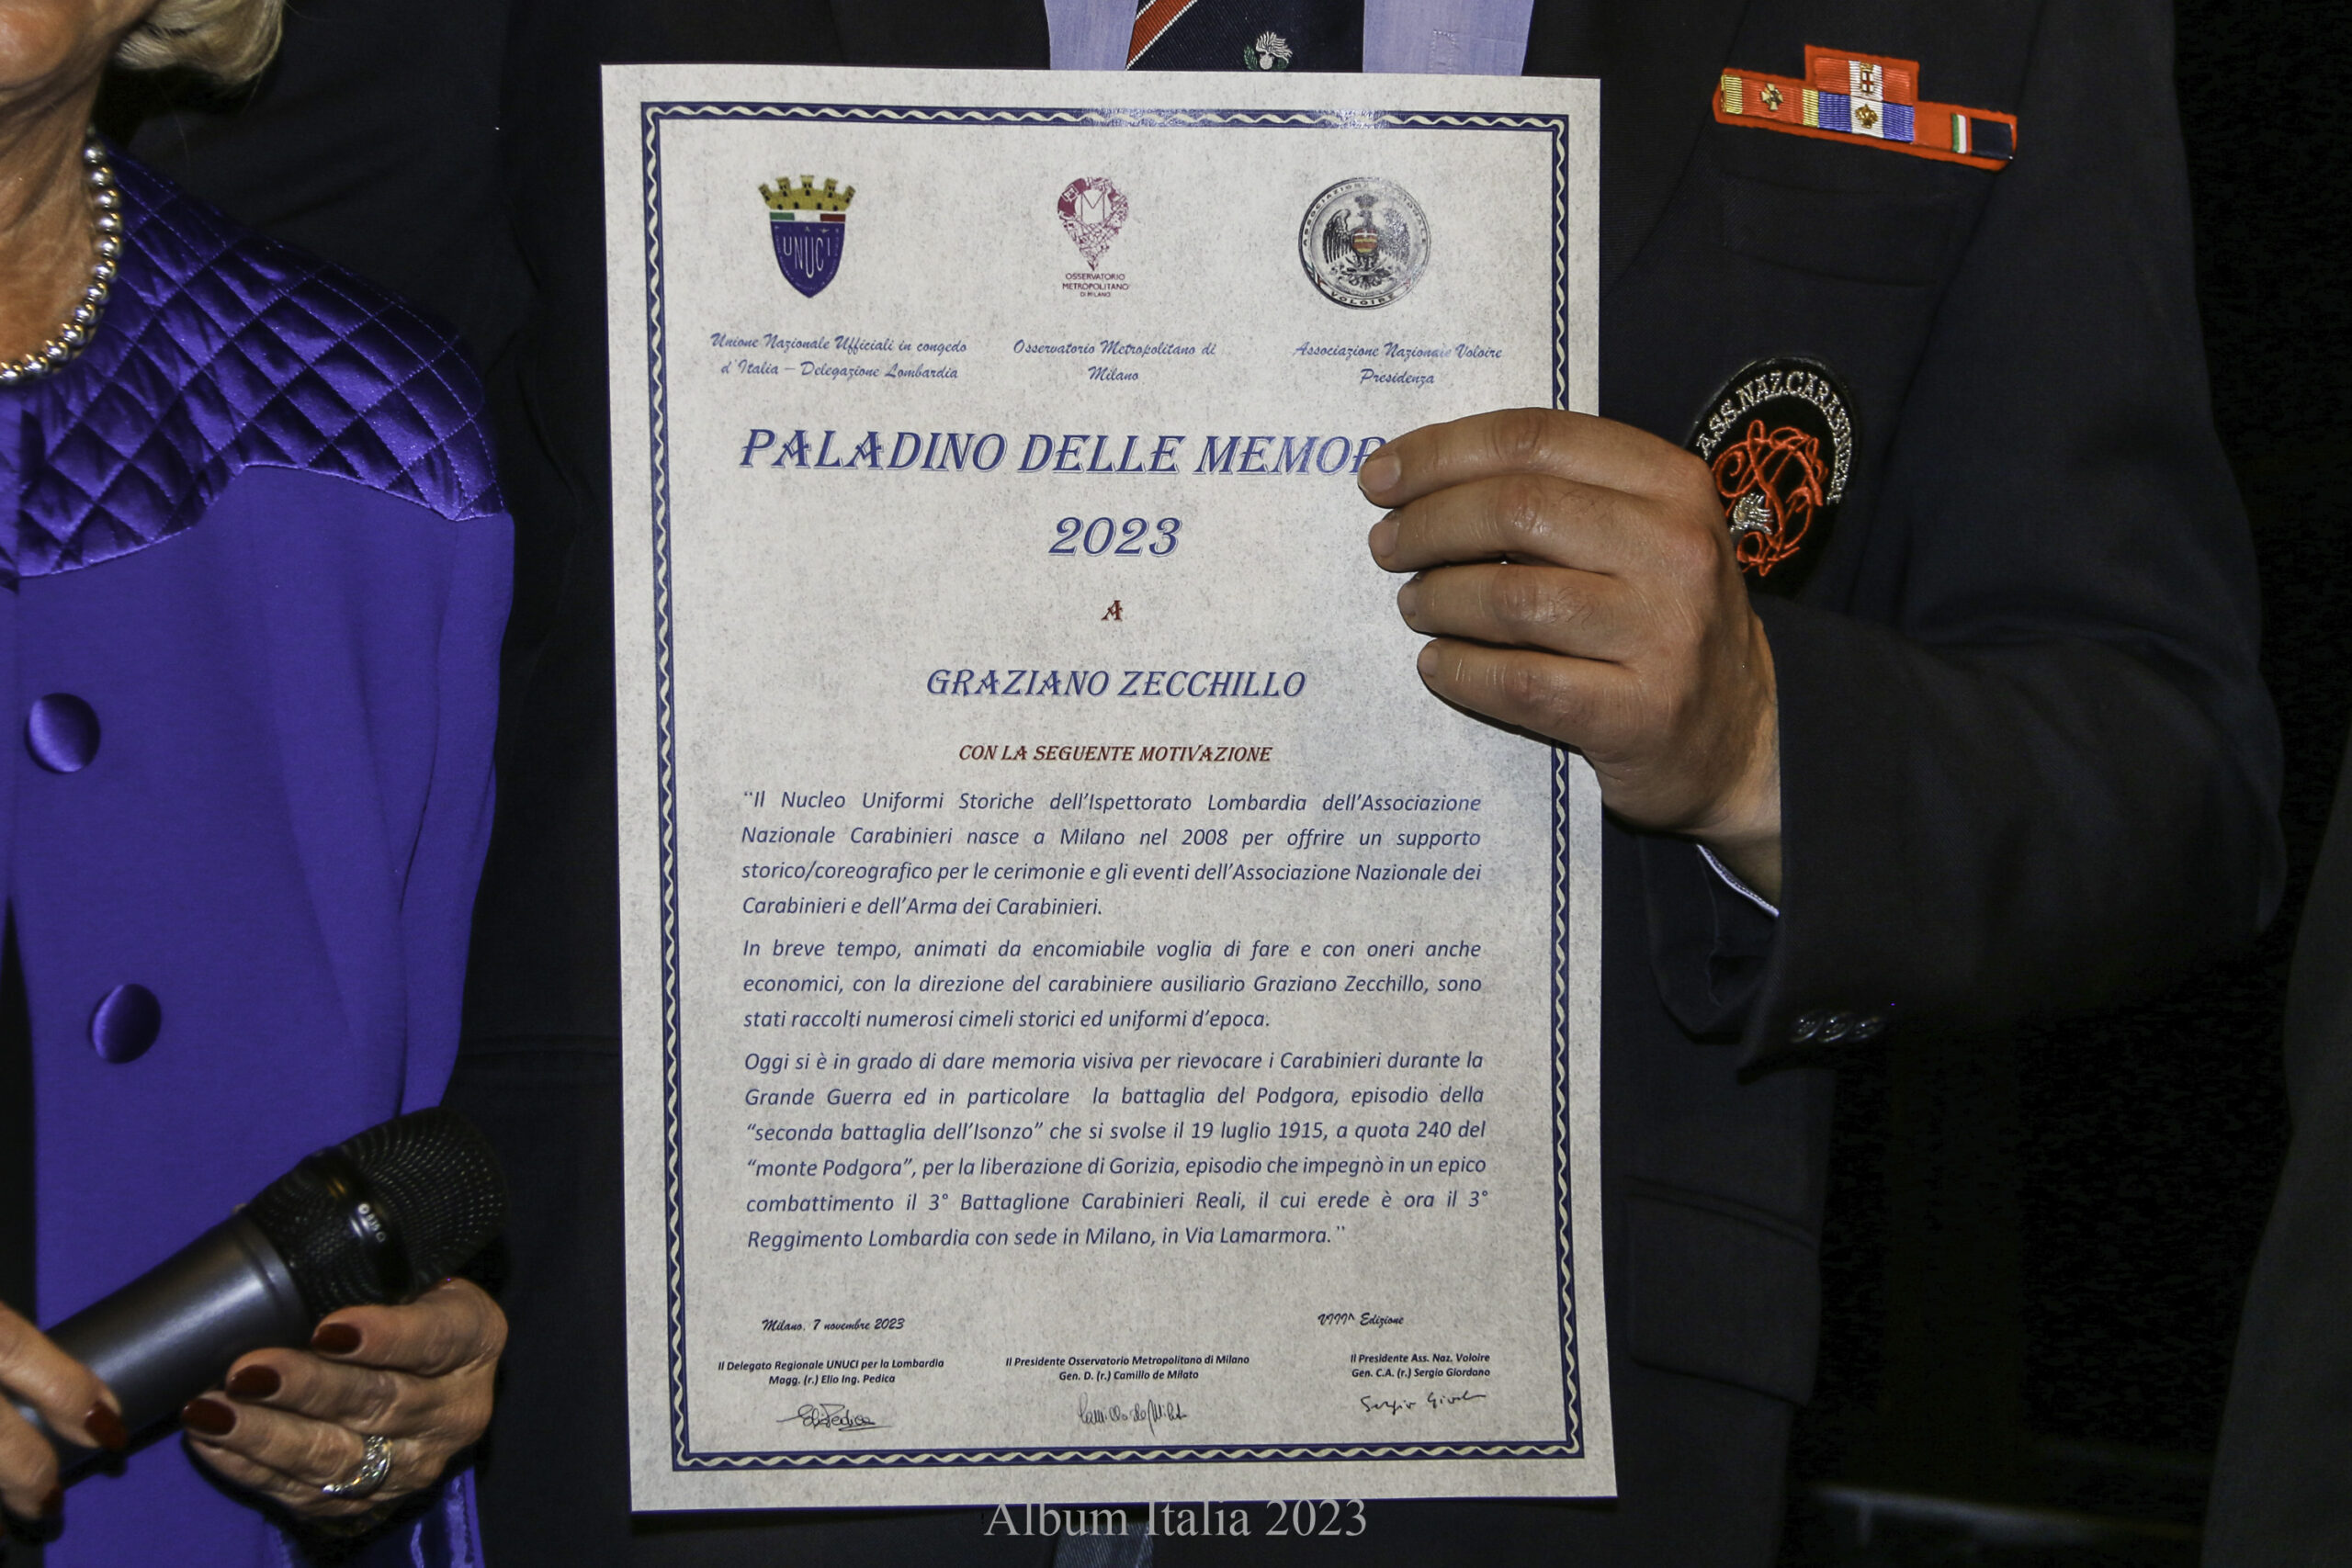 UNUCI
OSSERVATORIO
METROPOLITANO
DI MILANO
VOLOIRE
Unione Nazionale Ufficiali in congedo
d'Italia – Delegazione Lombardia
Osservatorio Metropolitano di
Milano
Associazione Nazionale Voloire
Presidenza
ASS.NAZ.CARABINIERI
PALADINO DELLE MEMOR
2023
A
GRAZIANO ZECCHILLO
CON LA SEGUENTE MOTIVAZIONE
"Il Nucleo Uniformi Storiche dell'Ispettorato Lombardia dell'Associazione
Nazionale Carabinieri nasce a Milano nel 2008 per offrire un supporto
storico/coreografico per le cerimonie e gli eventi dell'Associazione Nazionale dei
Carabinieri e dell'Arma dei Carabinieri.
In breve tempo, animati da encomiabile voglia di fare e con oneri anche
economici, con la direzione del carabiniere ausiliario Graziano Zecchillo, sono
stati raccolti numerosi cimeli storici ed uniformi d'epoca.
Oggi si è in grado di dare memoria visiva per rievocare i Carabinieri durante la
Grande Guerra ed in particolare la battaglia del Podgora, episodio della
"seconda battaglia dell'Isonzo" che si svolse il 19 luglio 1915, a quota 240 del
"monte Podgora", per la liberazione di Gorizia, episodio che impegnò in un epico
combattimento il 3° Battaglione Carabinieri Reali, il cui erede è ora il 3°
Reggimento Lombardia con sede in Milano, in Via Lamarmora."
Milano, 7 novembre 2023
VIII^ Edizione
Il Delegato Regionale UNUCI per la Lombardia
Magg. (r.) Elio Ing. Pedica
Il Presidente Osservatorio Metropolitano di Milano
Gen. D. (r.) Camillo de Milato
Il Presidente Ass. Naz. Voloire
Gen. C.A. (r.) Sergio Giordano
Album Italia 2023